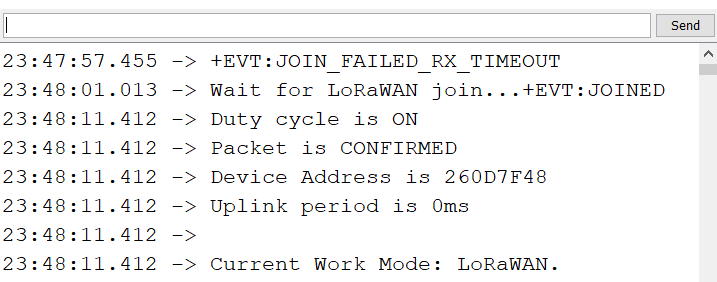 Send
23:47:57.455 -> +EVT:JOIN_FAILED_RX_TIMEOUT
23:48:01.013 -> Wait for LoRaWAN join...+EVT:JOINED
23:48:11.412 -> Duty cycle is ON
23:48:11.412 -> Packet is CONFIRMED
23:48:11.412 -> Device Address is 260D7F48
23:48:11.412 -> Uplink period is 0ms
23:48:11.412 ->
23:48:11.412 -> Current Work Mode: LoRaWAN.